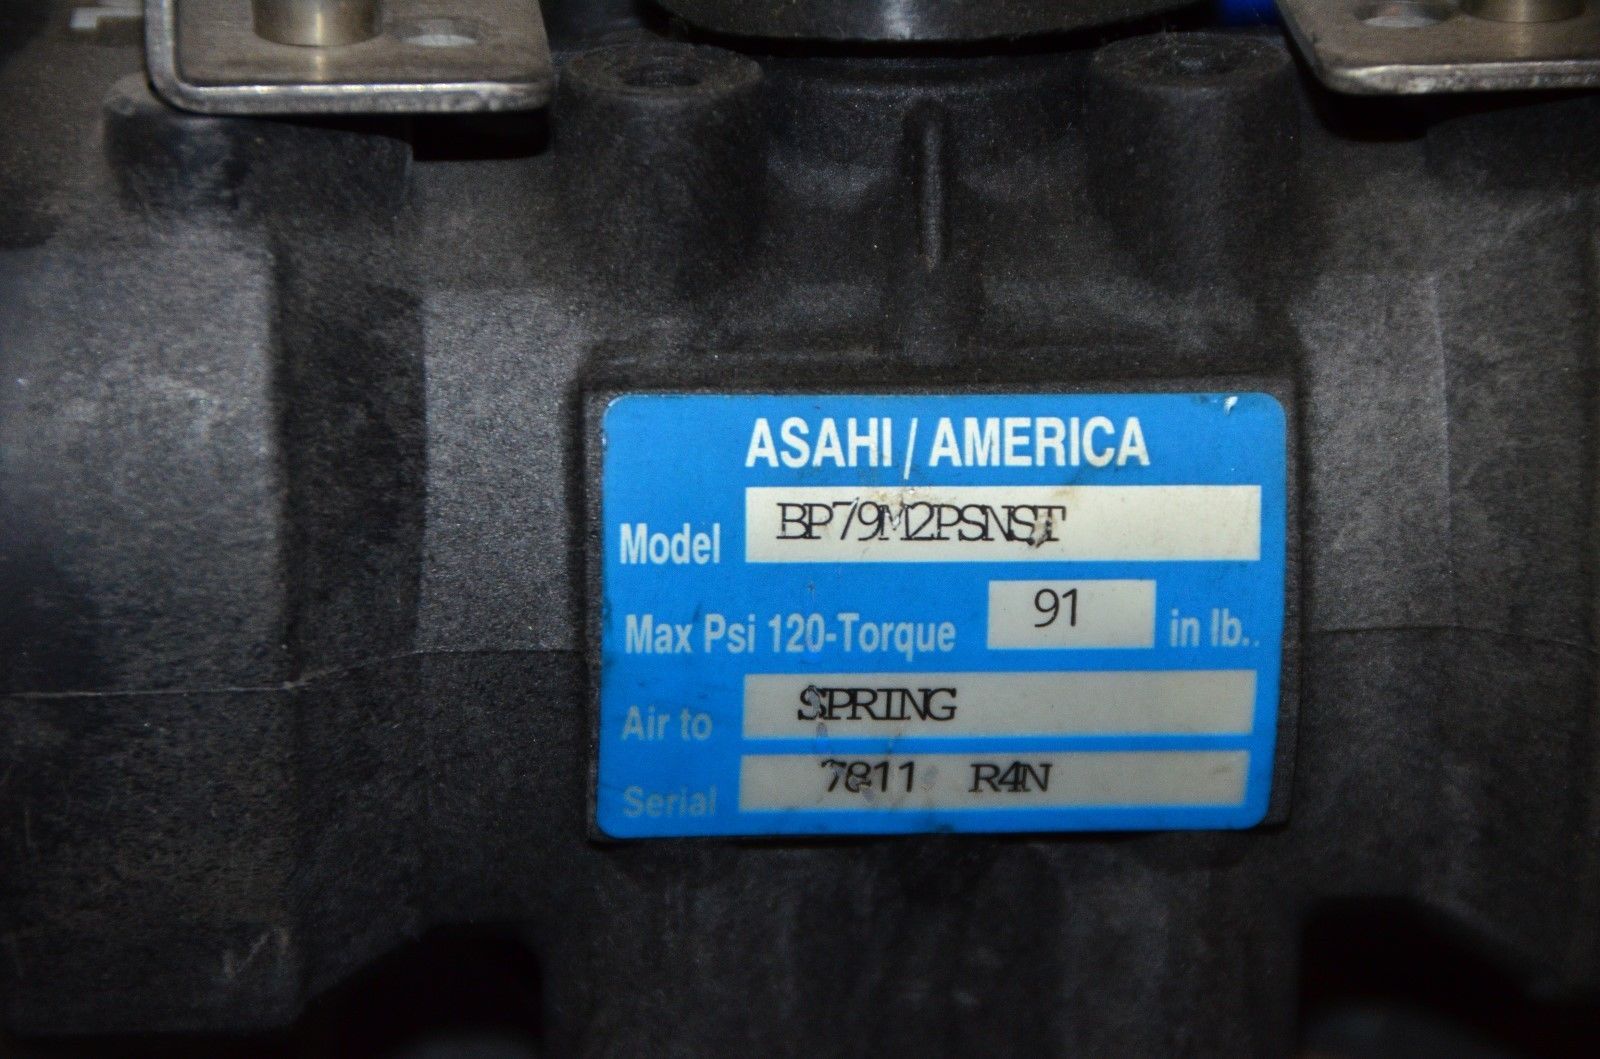 ASAHI / AMERICA
Model BP79M2PSNST
Max Psi 120-Torque 91 in lb..
Air to SPRING
Serial 7811 R4N